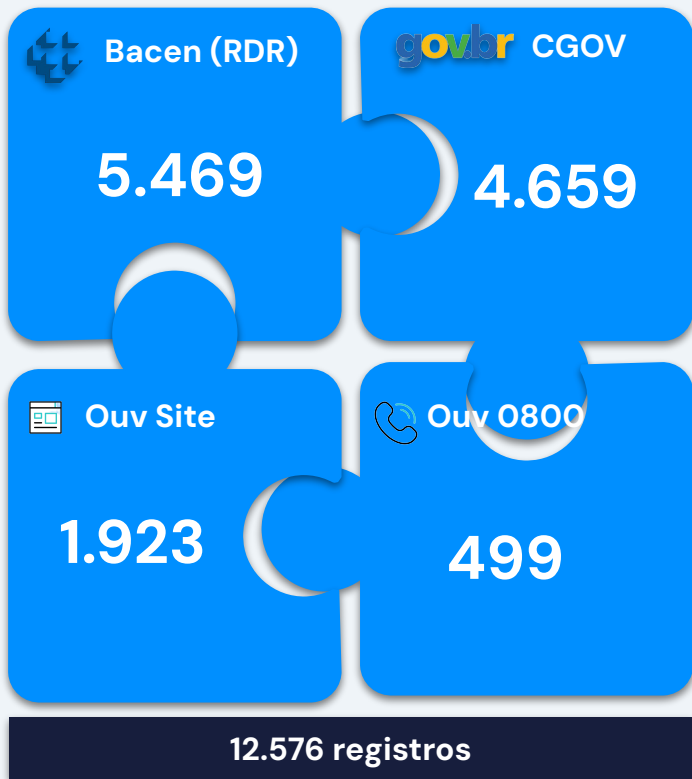 Bacen (RDR)
gov.br CGOV
5.469
4.659
Ouv Site
Ouv 0800
1.923
499
12.576 registros